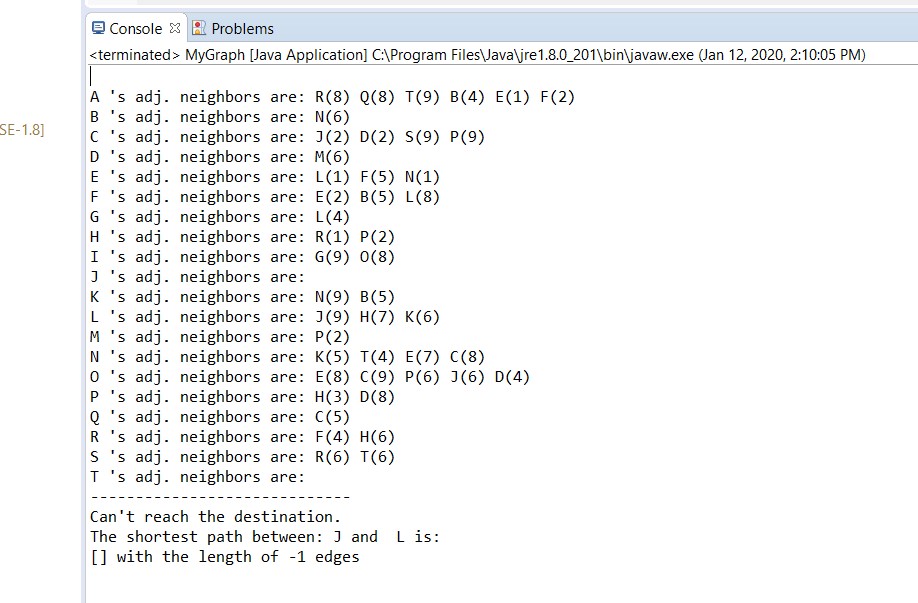 Console Problems
<terminated> MyGraph [Java Application] C:\Program Files\Java\jre1.8.0_201\bin\javaw.exe (Jan 12, 2020, 2:10:05 PM)
SE-1.8]
A 's adj. neighbors are: R(8) Q(8) T(9) B(4) E(1) F(2)
B 's adj. neighbors are: N(6)
C 's adj. neighbors are: J(2) D(2) S(9) P(9)
D 's adj. neighbors are: M(6)
E 's adj. neighbors are: L(1) F(5) N(1)
F 's adj. neighbors are: E(2) B(5) L(8)
G 's adj. neighbors are: L(4)
H 's adj. neighbors are: R(1) P(2)
I 's adj. neighbors are: G(9) O(8)
J 's adj. neighbors are:
K 's adj. neighbors are: N(9) B(5)
L 's adj. neighbors are: J(9) H(7) K(6)
M 's adj. neighbors are: P(2)
N 's adj. neighbors are: K(5) T(4) E(7) C(8)
O 's adj. neighbors are: E(8) C(9) P(6) J(6) D(4)
P 's adj. neighbors are: H(3) D(8)
Q 's adj. neighbors are: C(5)
R 's adj. neighbors are: F(4) H(6)
S 's adj. neighbors are: R(6) T(6)
T 's adj. neighbors are:
-----------------------------
Can't reach the destination.
The shortest path between: J and  L is:
[] with the length of -1 edges